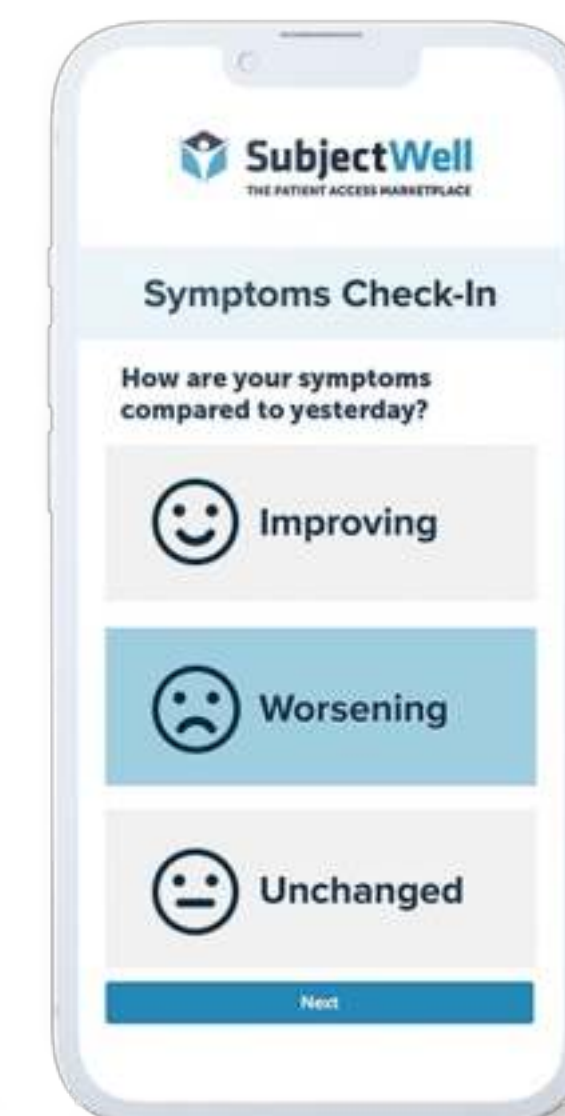 SubjectWell
THE PATIENT ACCESS MARKETPLACE
Symptoms Check-In
How are your symptoms
compared to yesterday?
Improving
Worsening
Unchanged
Next